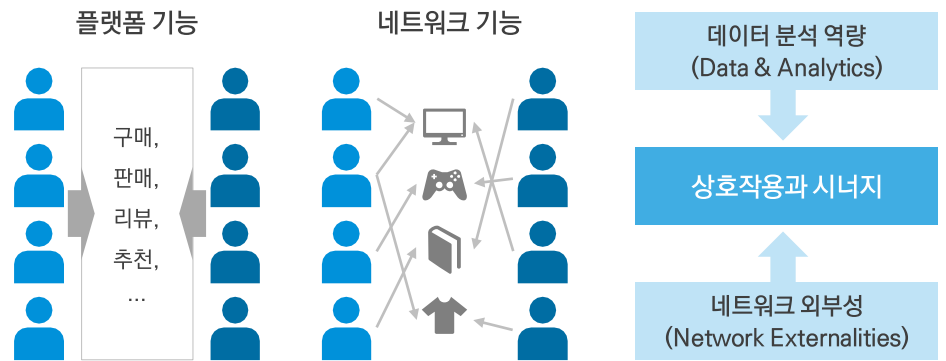 플랫폼 기능
구매,
판매,
리뷰,
추천,
...
네트워크 기능
데이터 분석 역량
(Data & Analytics)
상호작용과 시너지
네트워크 외부성
(Network Externalities)